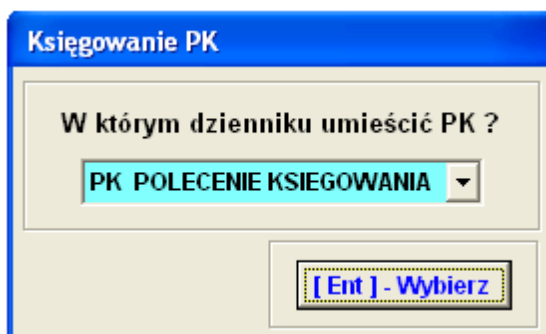 Księgowanie PK
W którym dzienniku umieścić PK ?
PK POLECENIE KSIEGOWANIA
[ Ent ] - Wybierz